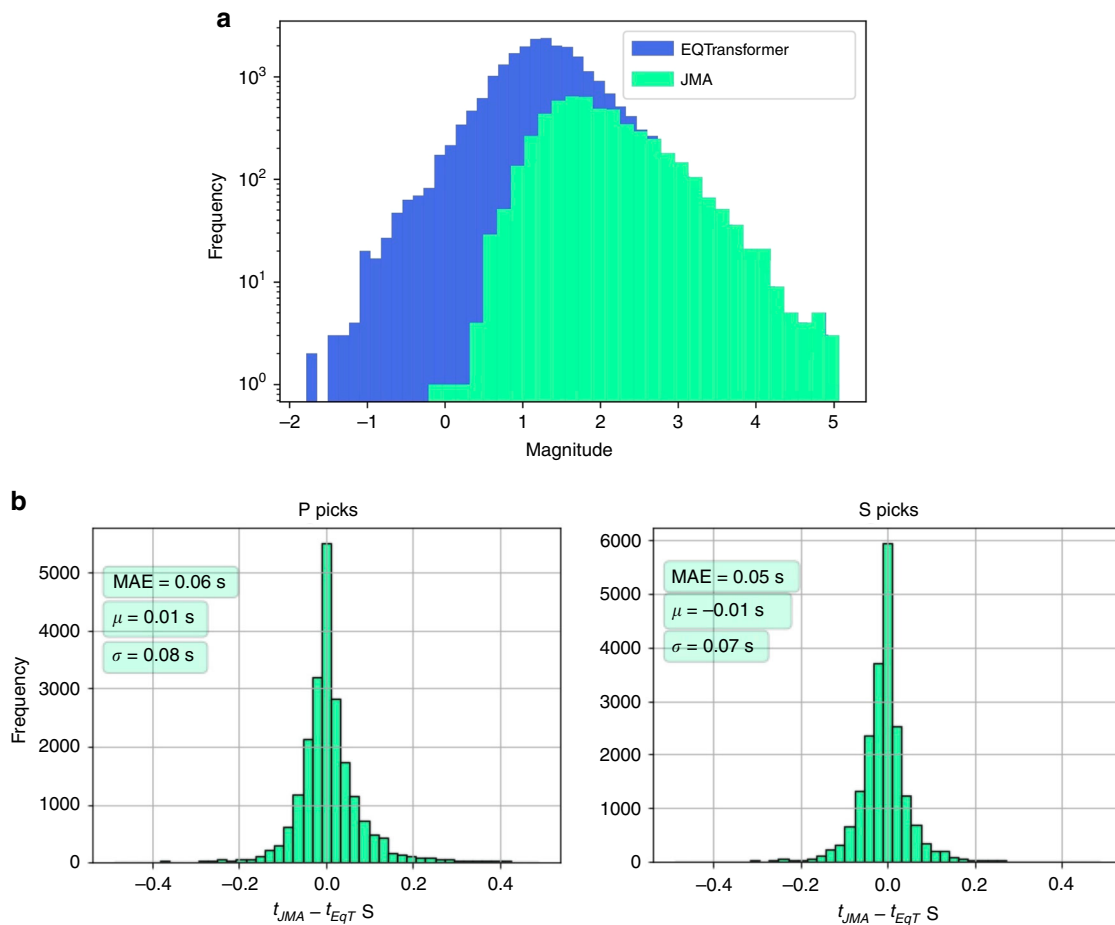 a
EQTransformer
JMA
10³
10²
10¹
10⁰
Frequency
−2 −1 0 1 2 3 4 5
Magnitude
b
P picks
MAE = 0.06 s
μ = 0.01 s
σ = 0.08 s
5000
4000
3000
2000
1000
0
Frequency
−0.4 −0.2 0.0 0.2 0.4
t_JMA − t_EqT S
S picks
MAE = 0.05 s
μ = −0.01 s
σ = 0.07 s
6000
5000
4000
3000
2000
1000
0
−0.4 −0.2 0.0 0.2 0.4
t_JMA − t_EqT S